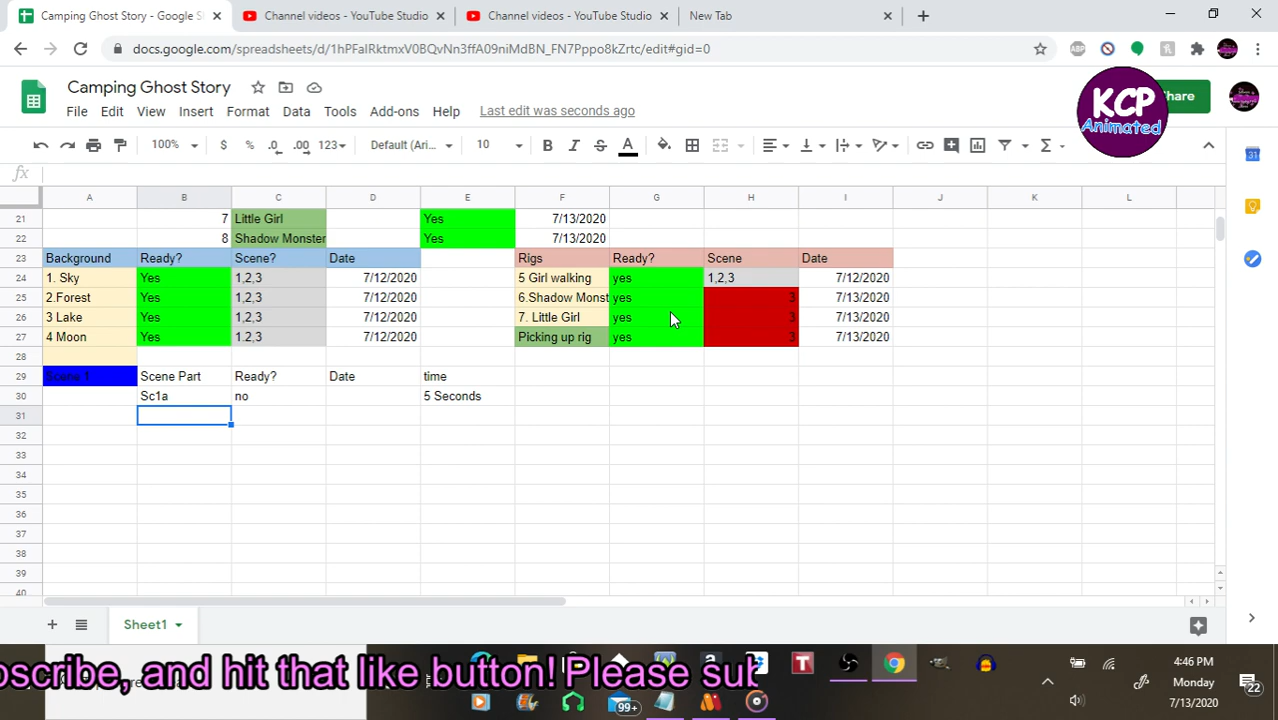 Camping Ghost Story - Google S
Channel videos - YouTube Studio
Channel videos - YouTube Studio
New Tab
docs.google.com/spreadsheets/d/1hPFaIRktmxV0BQvNn3ffA09niMdBN_FN7Pppo8kZrtc/edit#gid=0
ABP
Camping Ghost Story
File Edit View Insert Format Data Tools Add-ons Help Last edit was seconds ago
KCP
Animated
Share
100% $ % .0 .00 123 Default (Ari... 10 B I S A
fx
A B C D E F G H I J K L
21 7 Little Girl Yes 7/13/2020
22 8 Shadow Monster Yes 7/13/2020
23 Background Ready? Scene? Date Rigs Ready? Scene Date
24 1. Sky Yes 1,2,3 7/12/2020 5 Girl walking yes 1,2,3 7/12/2020
25 2.Forest Yes 1,2,3 7/12/2020 6.Shadow Monst yes 3 7/13/2020
26 3 Lake Yes 1,2,3 7/12/2020 7. Little Girl yes 3 7/13/2020
27 4 Moon Yes 1.2,3 7/12/2020 Picking up rig yes 3 7/13/2020
28
29 Scene 1 Scene Part Ready? Date time
30 Sc1a no 5 Seconds
31
32
33
34
35
36
37
38
39
40
Sheet1
bscribe, and hit that like button! Please sub
99+
T
4:46 PM
Monday
7/13/2020
22
31